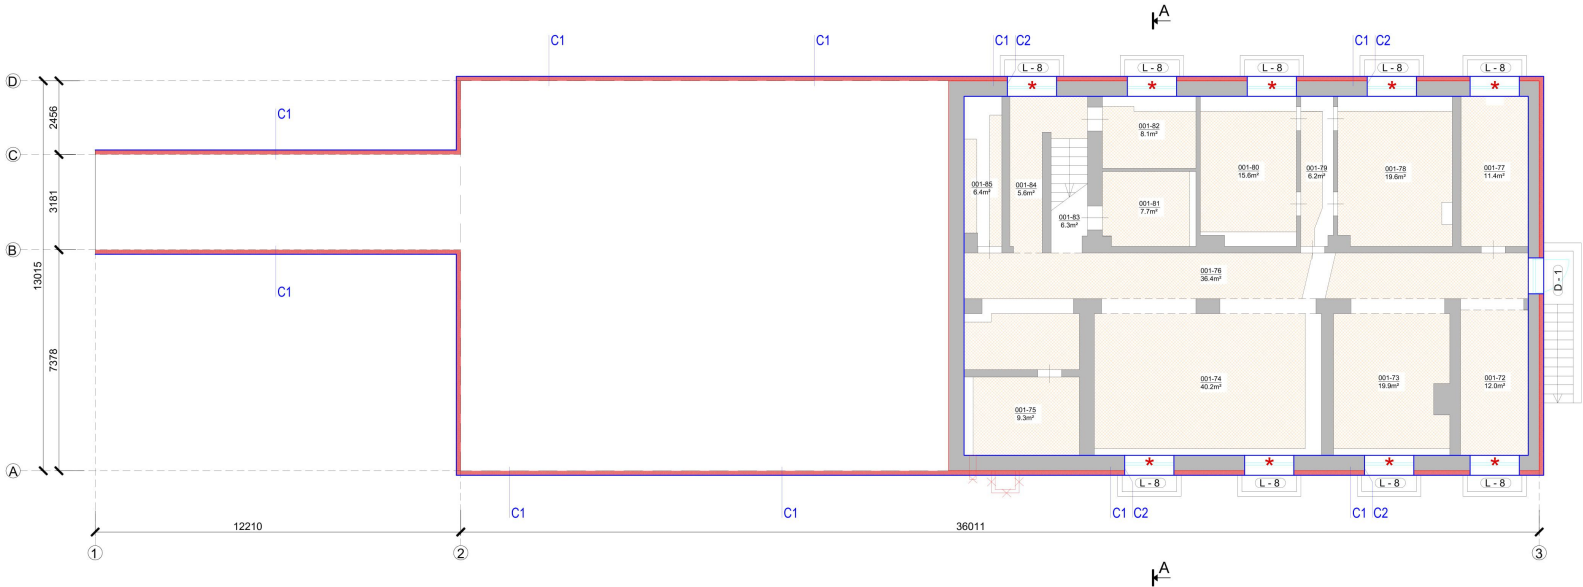 A
C1
C1
C1 C2
C1 C2
L - 8
L - 8
L - 8
L - 8
L - 8
D
*
*
*
*
*
2456
C1
001-82
8.1m²
C
001-80
15.6m²
001-79
6.2m²
001-78
19.6m²
001-77
11.4m²
001-85
6.4m²
001-84
5.6m²
3181
001-81
7.7m²
001-83
6.3m²
B
13015
001-76
36.4m²
D - 1
C1
7378
001-74
40.2m²
001-73
19.9m²
001-72
12.0m²
001-75
9.3m²
*
*
*
*
A
L - 8
L - 8
L - 8
L - 8
C1
C1
C1 C2
C1 C2
12210
36011
1
2
3
A